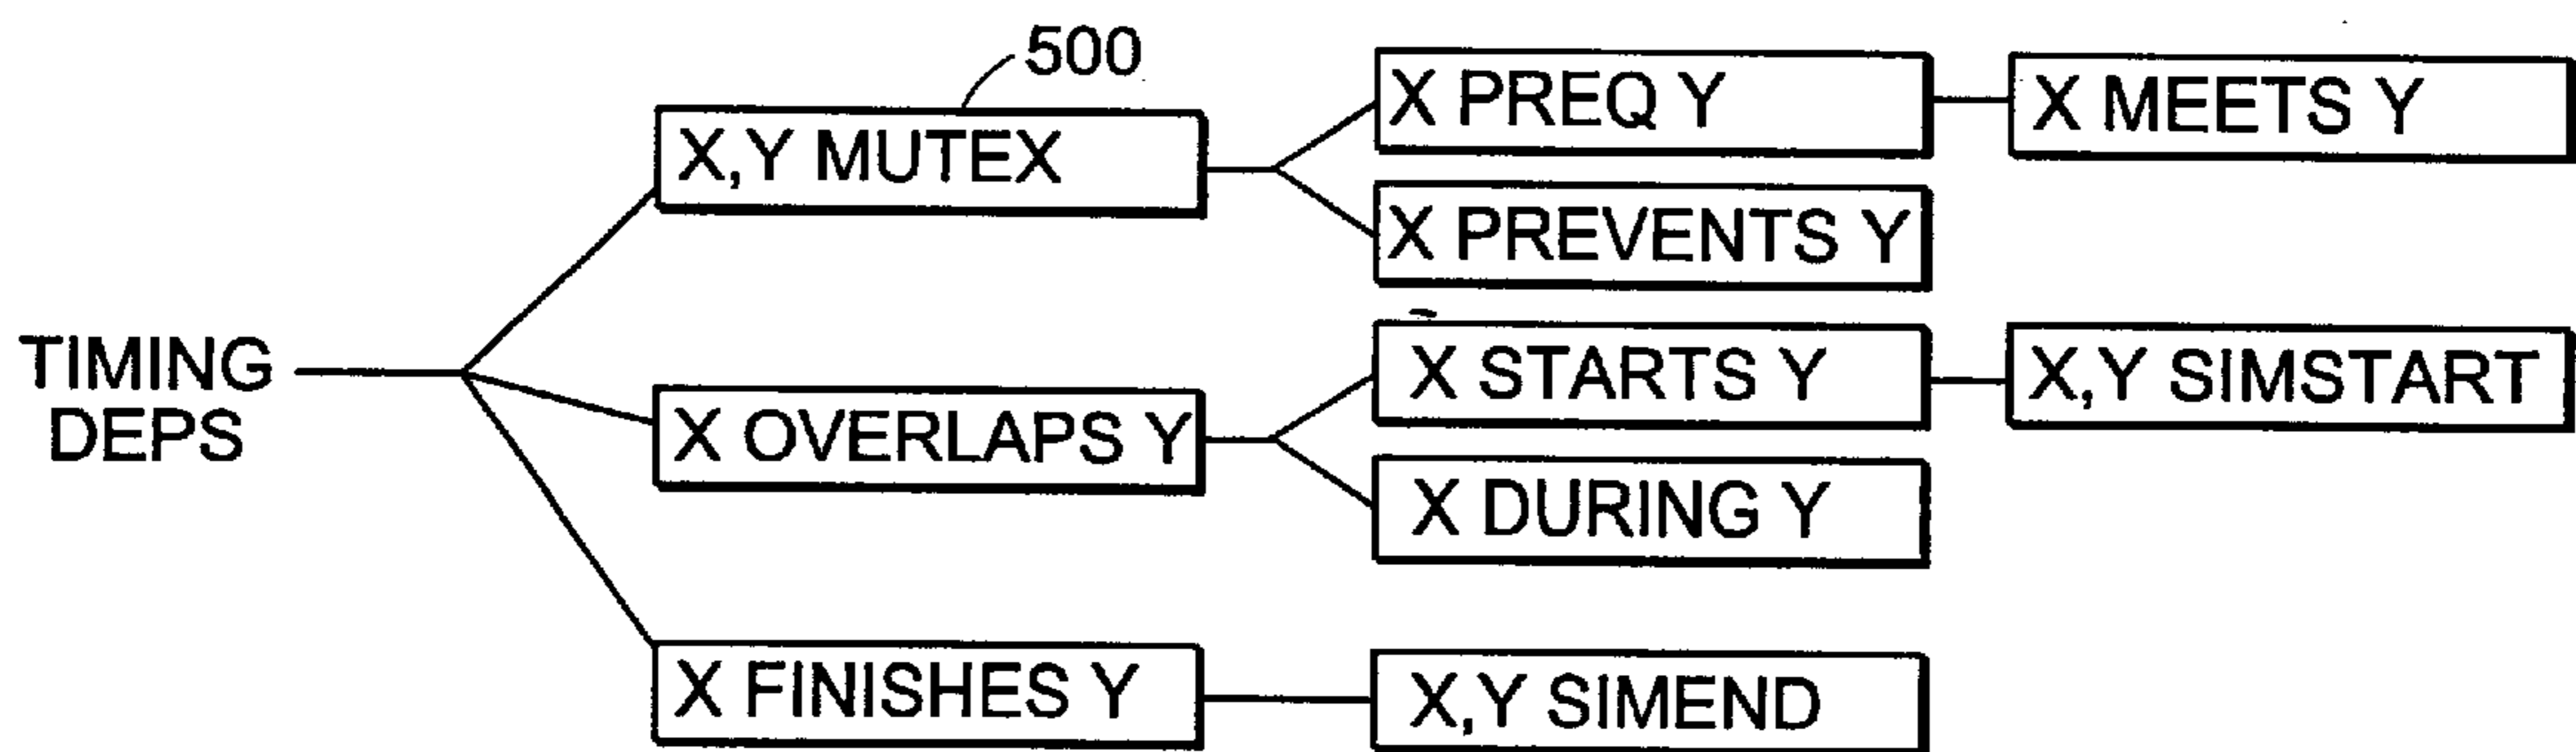 500
X,Y MUTEX
X PREQ Y
X MEETS Y
X PREVENTS Y
TIMING
DEPS
X OVERLAPS Y
X STARTS Y
X,Y SIMSTART
X DURING Y
X FINISHES Y
X,Y SIMEND